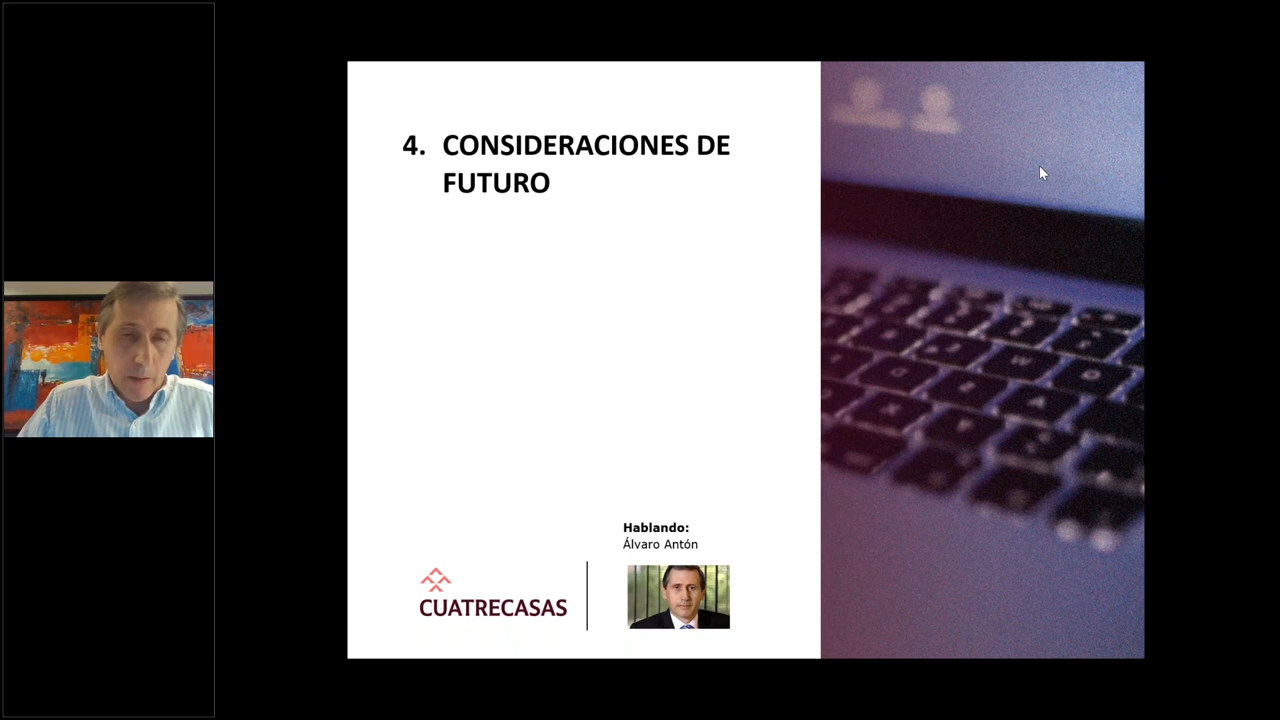 4. CONSIDERACIONES DE
FUTURO
Hablando:
Álvaro Antón
CUATRECASAS